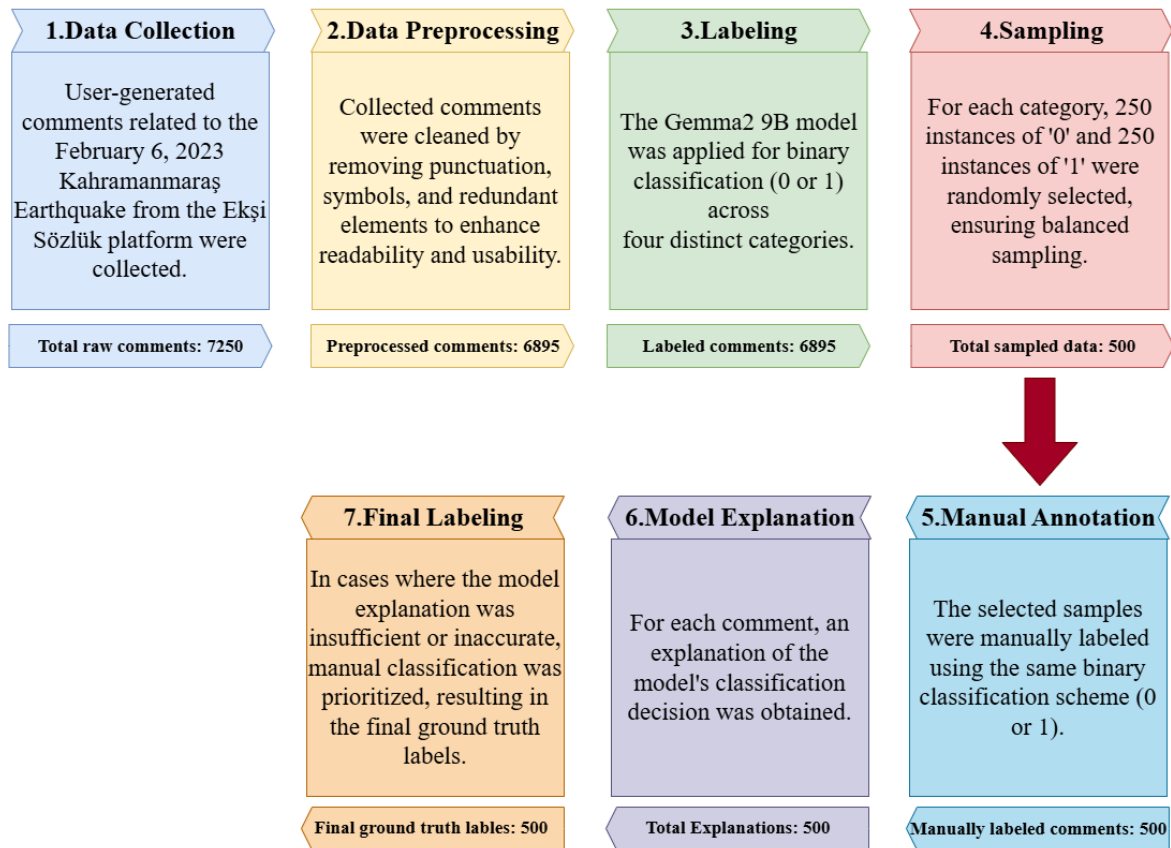 1.Data Collection
User-generated
comments related to the
February 6, 2023
Kahramanmaraş
Earthquake from the Ekşi
Sözlük platform were
collected.
Total raw comments: 7250
2.Data Preprocessing
Collected comments
were cleaned by
removing punctuation,
symbols, and redundant
elements to enhance
readability and usability.
Preprocessed comments: 6895
3.Labeling
The Gemma2 9B model
was applied for binary
classification (0 or 1)
across
four distinct categories.
Labeled comments: 6895
4.Sampling
For each category, 250
instances of '0' and 250
instances of '1' were
randomly selected,
ensuring balanced
sampling.
Total sampled data: 500
5.Manual Annotation
The selected samples
were manually labeled
using the same binary
classification scheme (0
or 1).
Manually labeled comments: 500
6.Model Explanation
For each comment, an
explanation of the
model's classification
decision was obtained.
Total Explanations: 500
7.Final Labeling
In cases where the model
explanation was
insufficient or inaccurate,
manual classification was
prioritized, resulting in
the final ground truth
labels.
Final ground truth lables: 500